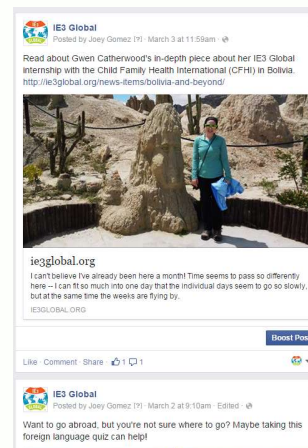 IE3 Global
Posted by Joey Gomez [?] · March 3 at 11:59am ·
Read about Gwen Catherwood's in-depth piece about her IE3 Global
internship with the Child Family Health International (CFHI) in Bolivia.
http://ie3global.org/news-items/bolivia-and-beyond/
ie3global.org
I can't believe I've already been here a month! Time seems to pass so differently
here -- I can fit so much into one day that the individual days seem to go so slowly,
but at the same time the weeks are flying by.
IE3GLOBAL.ORG
Boost Pos
Like · Comment · Share · 1 1
IE3 Global
Posted by Joey Gomez [?] · March 2 at 9:10am · Edited ·
Want to go abroad, but you're not sure where to go? Maybe taking this
foreign language quiz can help!